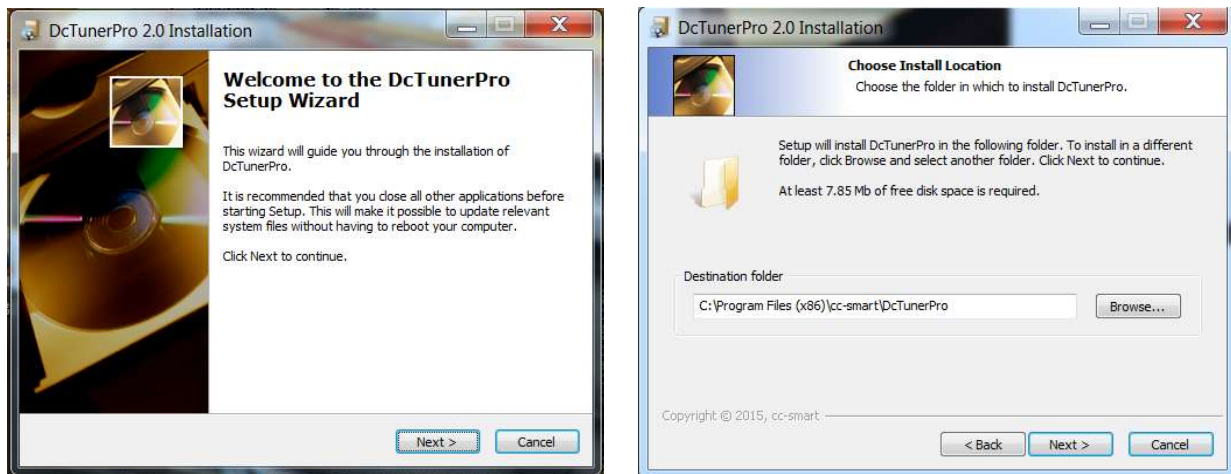 DcTunerPro 2.0 Installation
Welcome to the DcTunerPro
Setup Wizard
This wizard will guide you through the installation of
DcTunerPro.
It is recommended that you close all other applications before
starting Setup. This will make it possible to update relevant
system files without having to reboot your computer.
Click Next to continue.
Next >
Cancel
DcTunerPro 2.0 Installation
Choose Install Location
Choose the folder in which to install DcTunerPro.
Setup will install DcTunerPro in the following folder. To install in a different
folder, click Browse and select another folder. Click Next to continue.
At least 7.85 Mb of free disk space is required.
Destination folder
C:\Program Files (x86)\cc-smart\DcTunerPro
Browse...
Copyright © 2015, cc-smart
< Back
Next >
Cancel